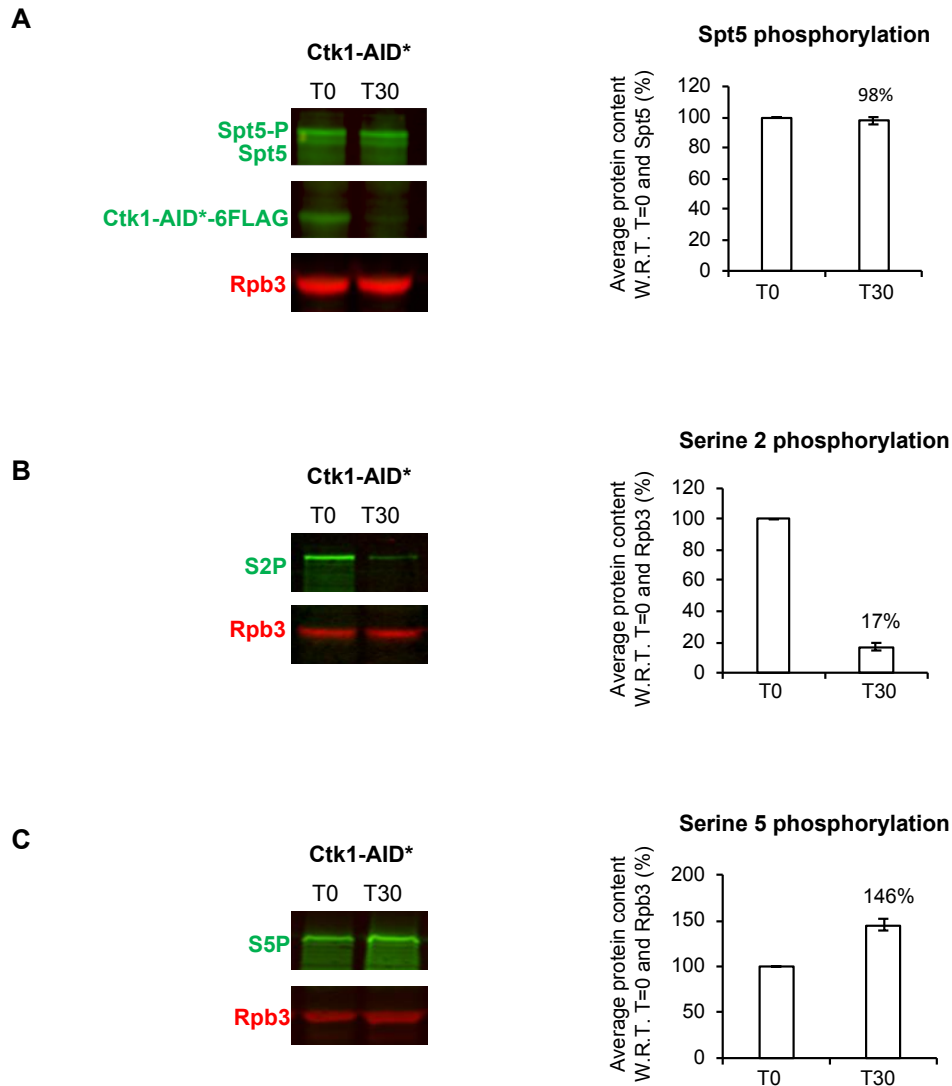 A
Ctk1-AID*
T0 T30
Spt5-P
Spt5
Ctk1-AID*-6FLAG
Rpb3
Spt5 phosphorylation
Average protein content
W.R.T. T=0 and Spt5 (%)
120
100
80
60
40
20
0
98%
T0 T30
B
Ctk1-AID*
T0 T30
S2P
Rpb3
Serine 2 phosphorylation
Average protein content
W.R.T. T=0 and Rpb3 (%)
120
100
80
60
40
20
0
17%
T0 T30
C
Ctk1-AID*
T0 T30
S5P
Rpb3
Serine 5 phosphorylation
Average protein content
W.R.T. T=0 and Rpb3 (%)
200
150
100
50
0
146%
T0 T30